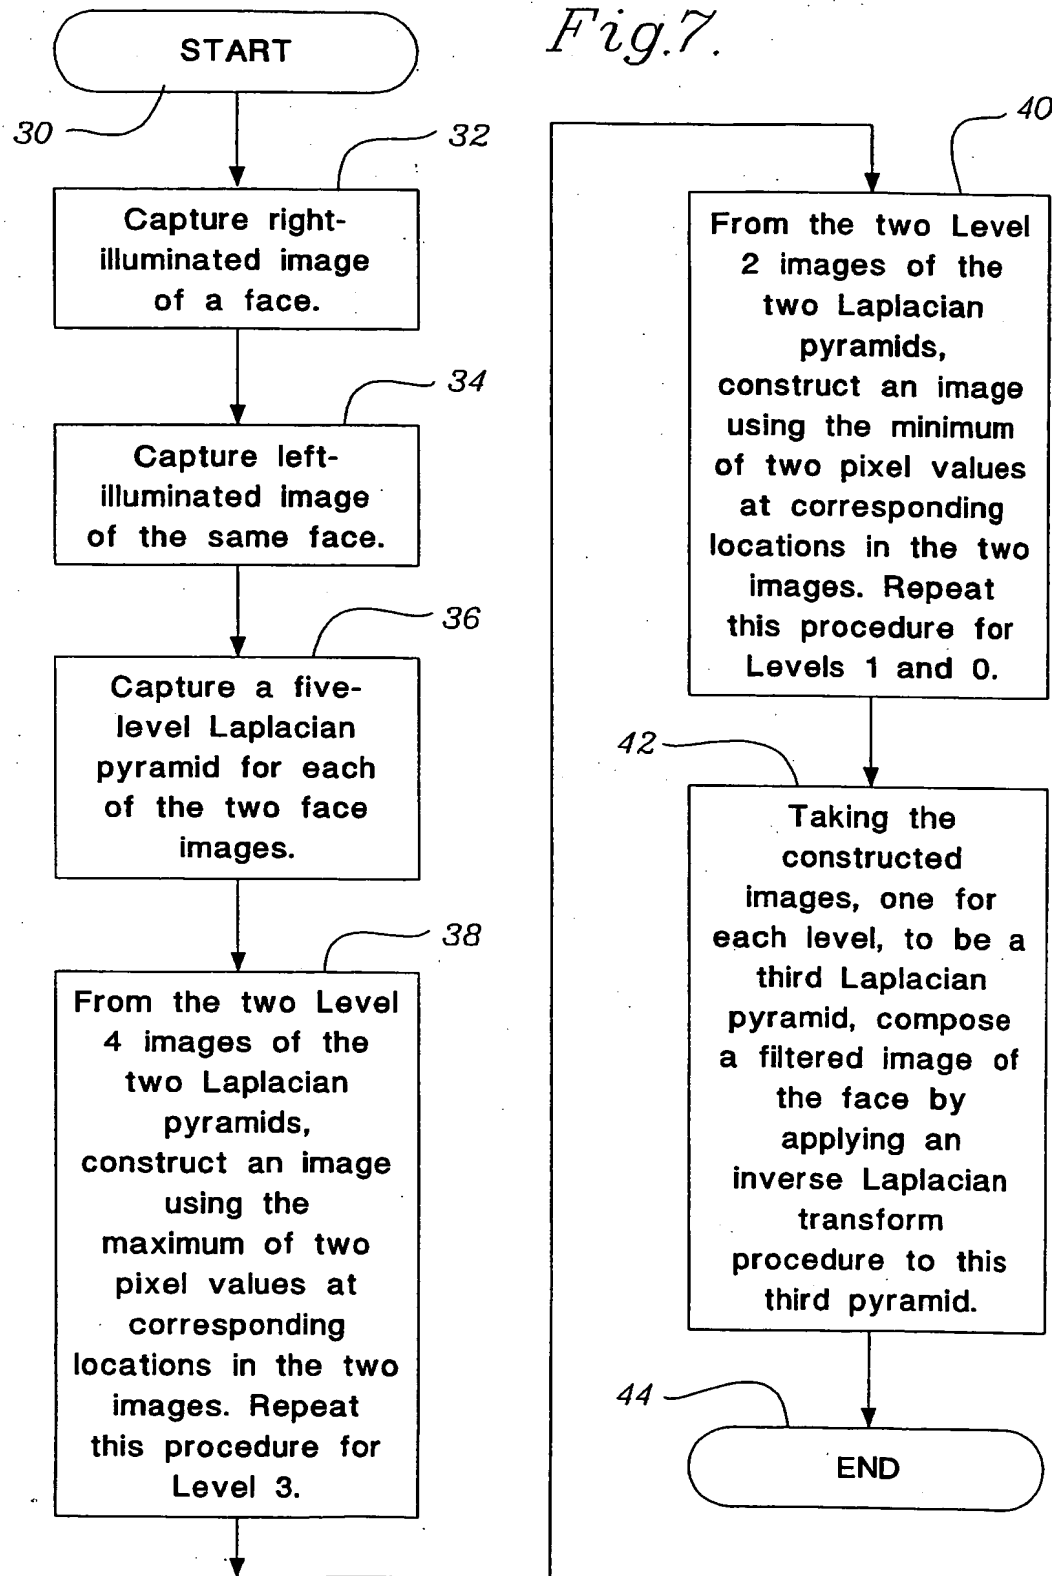 Fig.7.
START
30
32
Capture right-
illuminated image
of a face.
34
Capture left-
illuminated image
of the same face.
36
Capture a five-
level Laplacian
pyramid for each
of the two face
images.
38
From the two Level
4 images of the
two Laplacian
pyramids,
construct an image
using the
maximum of two
pixel values at
corresponding
locations in the two
images. Repeat
this procedure for
Level 3.
40
From the two Level
2 images of the
two Laplacian
pyramids,
construct an image
using the minimum
of two pixel values
at corresponding
locations in the two
images. Repeat
this procedure for
Levels 1 and 0.
42
Taking the
constructed
images, one for
each level, to be a
third Laplacian
pyramid, compose
a filtered image of
the face by
applying an
inverse Laplacian
transform
procedure to this
third pyramid.
44
END